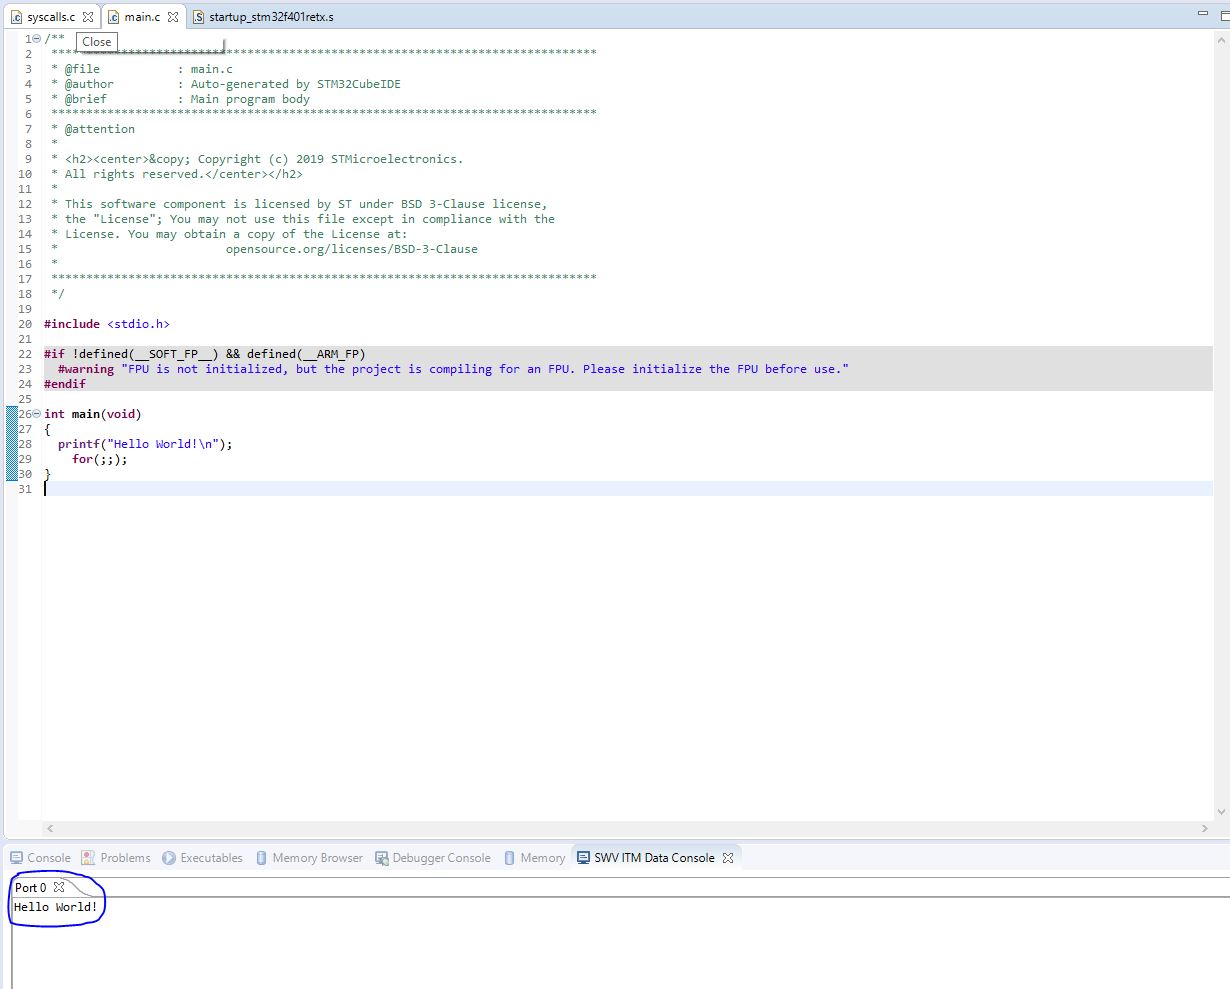 syscalls.c main.c startup_stm32f401retx.s
Close
1 /**
2 ******************************************************************************
3 * @file : main.c
4 * @author : Auto-generated by STM32CubeIDE
5 * @brief : Main program body
6 ******************************************************************************
7 * @attention
8 *
9 * <h2><center>&copy; Copyright (c) 2019 STMicroelectronics.
10 * All rights reserved.</center></h2>
11 *
12 * This software component is licensed by ST under BSD 3-Clause license,
13 * the "License"; You may not use this file except in compliance with the
14 * License. You may obtain a copy of the License at:
15 * opensource.org/licenses/BSD-3-Clause
16 *
17 ******************************************************************************
18 */
19
20 #include <stdio.h>
21
22 #if !defined(__SOFT_FP__) && defined(__ARM_FP)
23 #warning "FPU is not initialized, but the project is compiling for an FPU. Please initialize the FPU before use."
24 #endif
25
26 int main(void)
27 {
28 printf("Hello World!\n");
29 for(;;);
30 }
31
Console Problems Executables Memory Browser Debugger Console Memory SWV ITM Data Console
Port 0
Hello World!